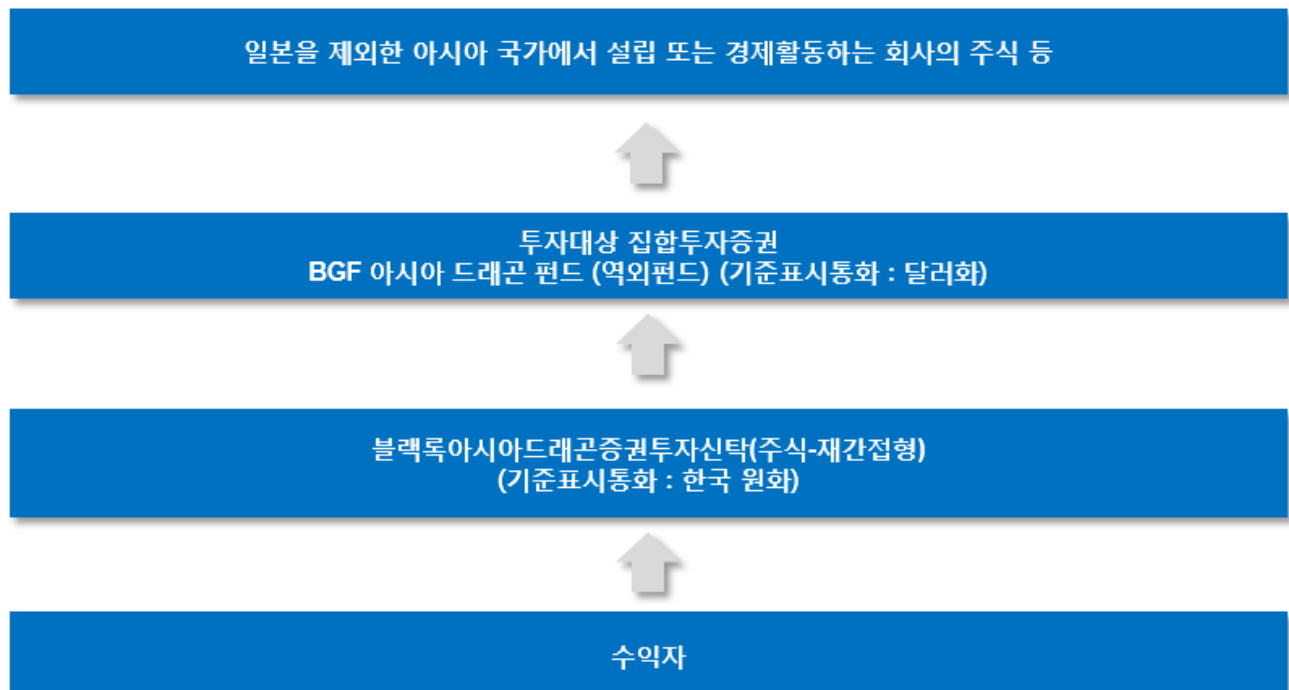 일본을 제외한 아시아 국가에서 설립 또는 경제활동하는 회사의 주식 등
투자대상 집합투자증권
BGF 아시아 드래곤 펀드 (역외펀드) (기준표시통화 : 달러화)
블랙록아시아드래곤증권투자신탁(주식-재간접형)
(기준표시통화 : 한국 원화)
수익자